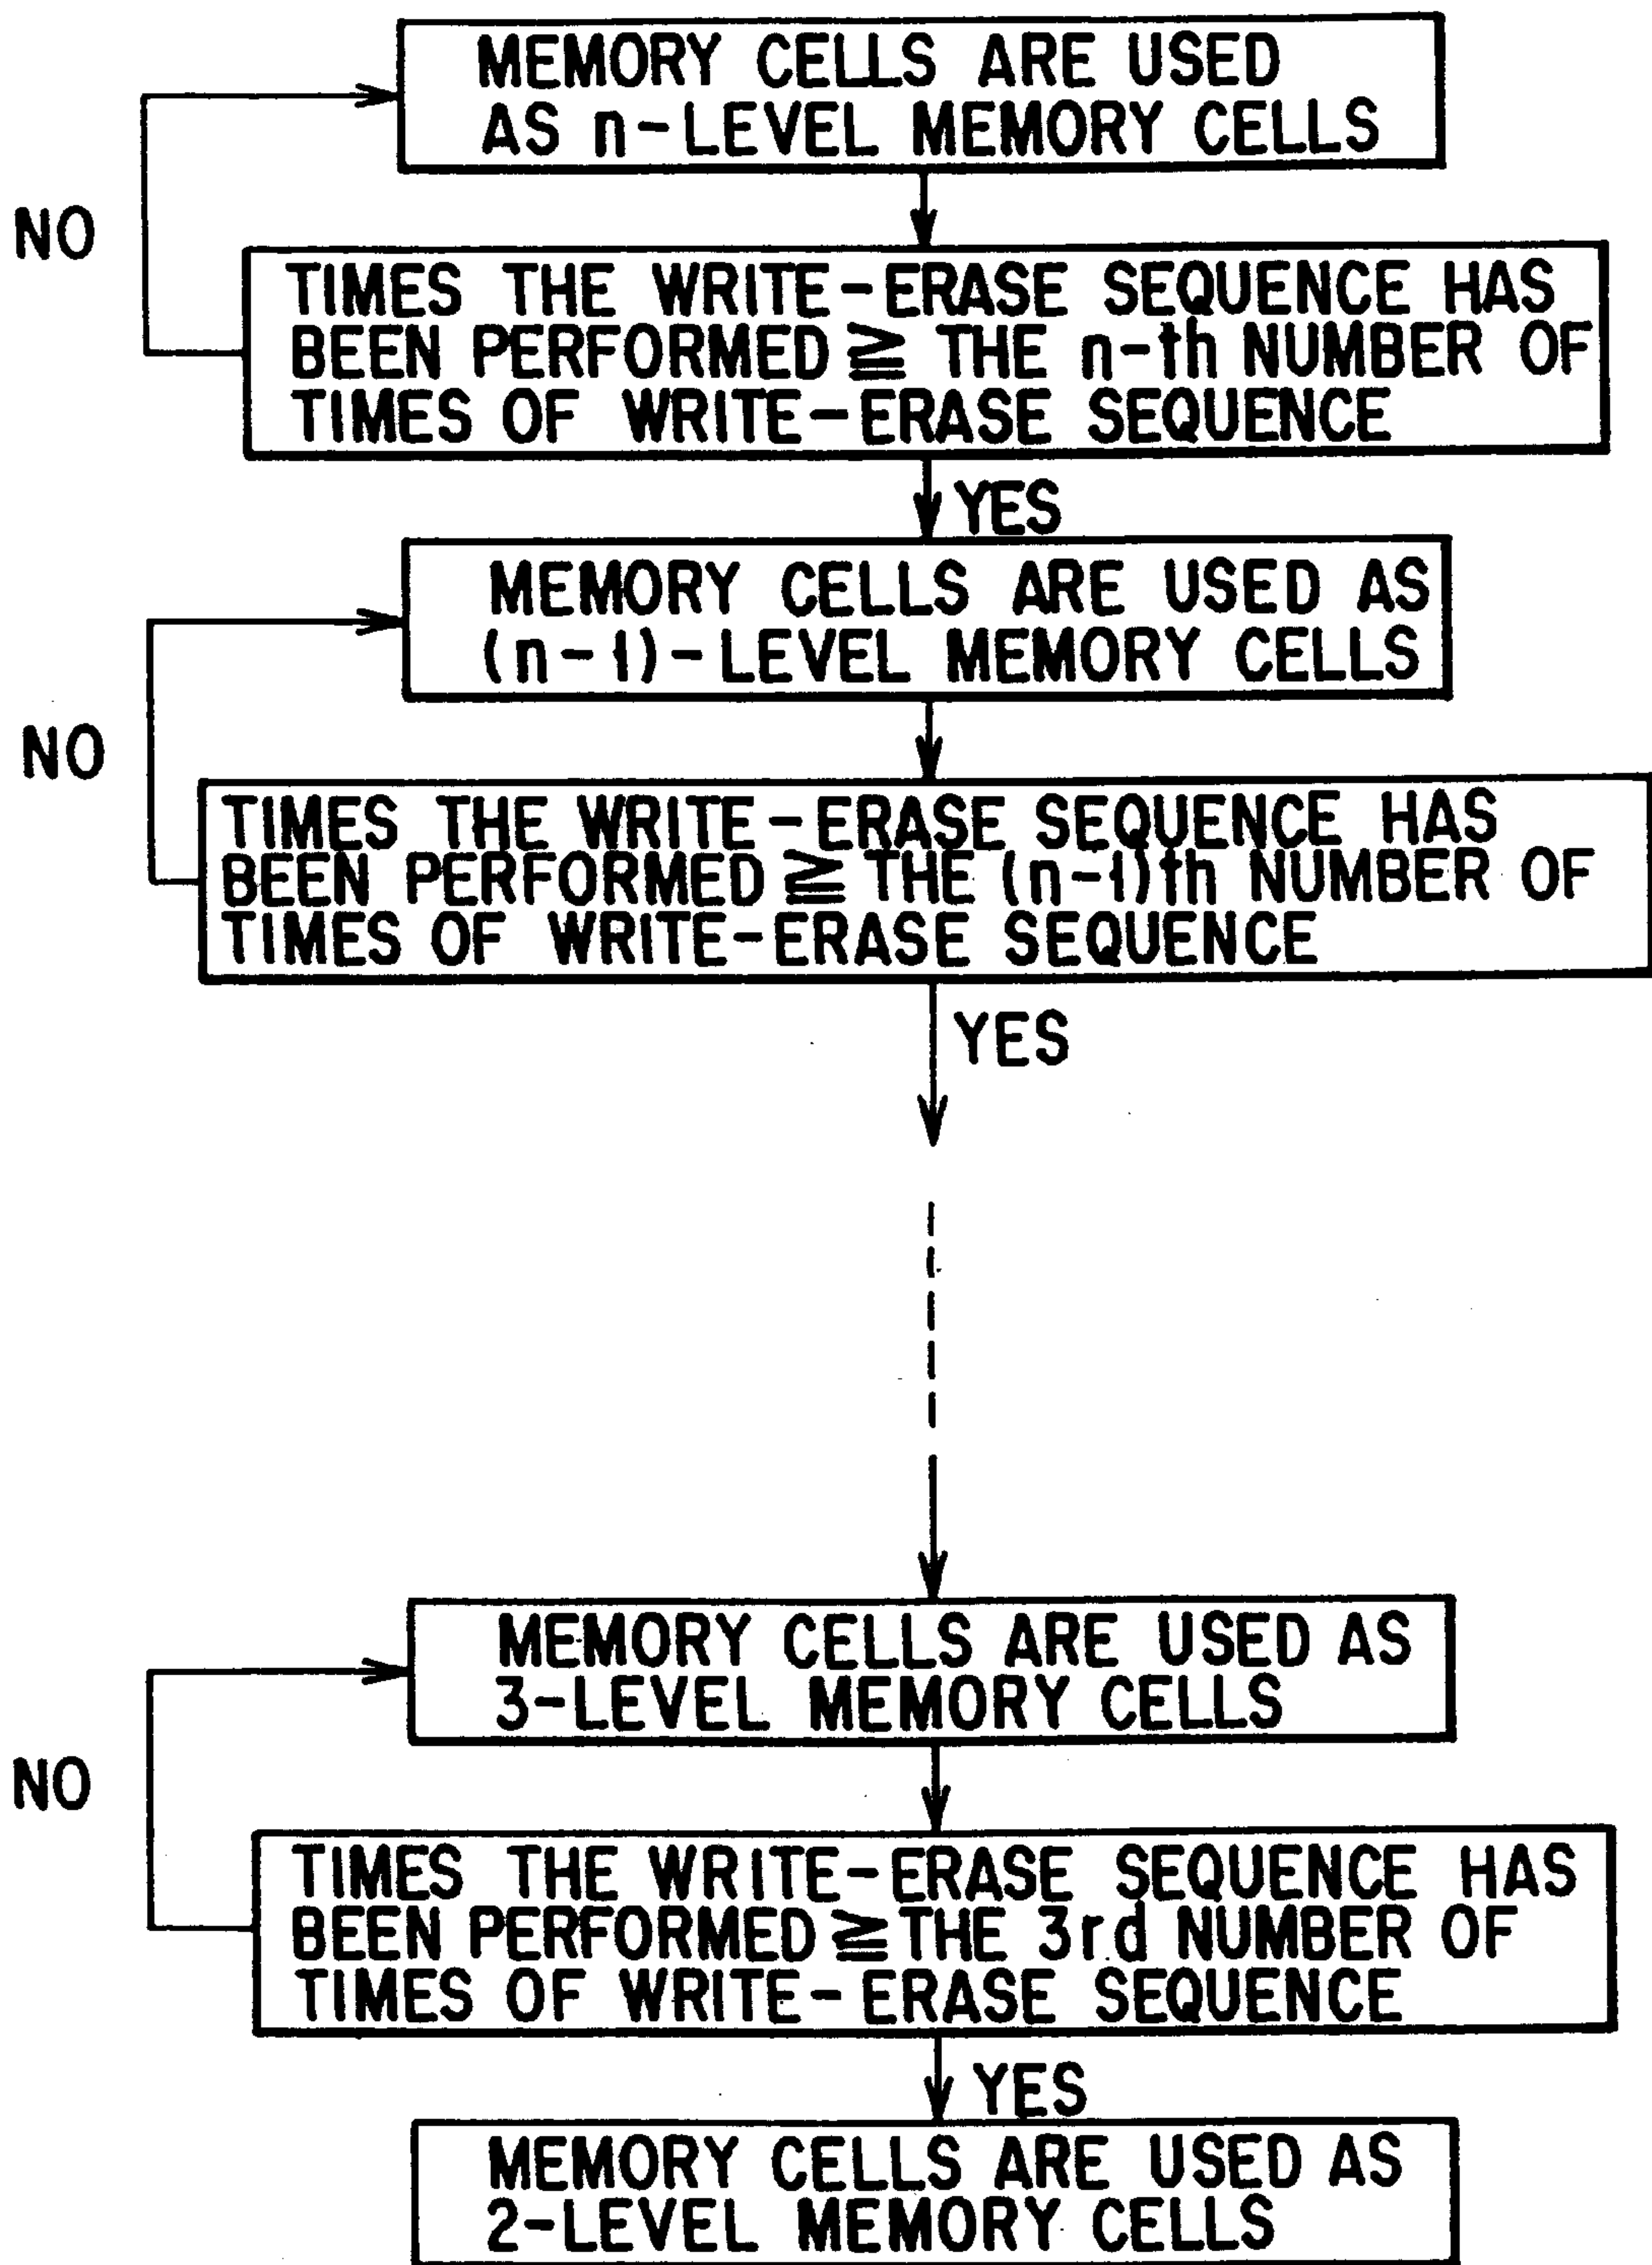 MEMORY CELLS ARE USED
AS n-LEVEL MEMORY CELLS
NO
TIMES THE WRITE-ERASE SEQUENCE HAS
BEEN PERFORMED ≧ THE n-th NUMBER OF
TIMES OF WRITE-ERASE SEQUENCE
YES
MEMORY CELLS ARE USED AS
(n-1)-LEVEL MEMORY CELLS
NO
TIMES THE WRITE-ERASE SEQUENCE HAS
BEEN PERFORMED ≧ THE (n-1)th NUMBER OF
TIMES OF WRITE-ERASE SEQUENCE
YES
MEMORY CELLS ARE USED AS
3-LEVEL MEMORY CELLS
NO
TIMES THE WRITE-ERASE SEQUENCE HAS
BEEN PERFORMED ≧ THE 3rd NUMBER OF
TIMES OF WRITE-ERASE SEQUENCE
YES
MEMORY CELLS ARE USED AS
2-LEVEL MEMORY CELLS